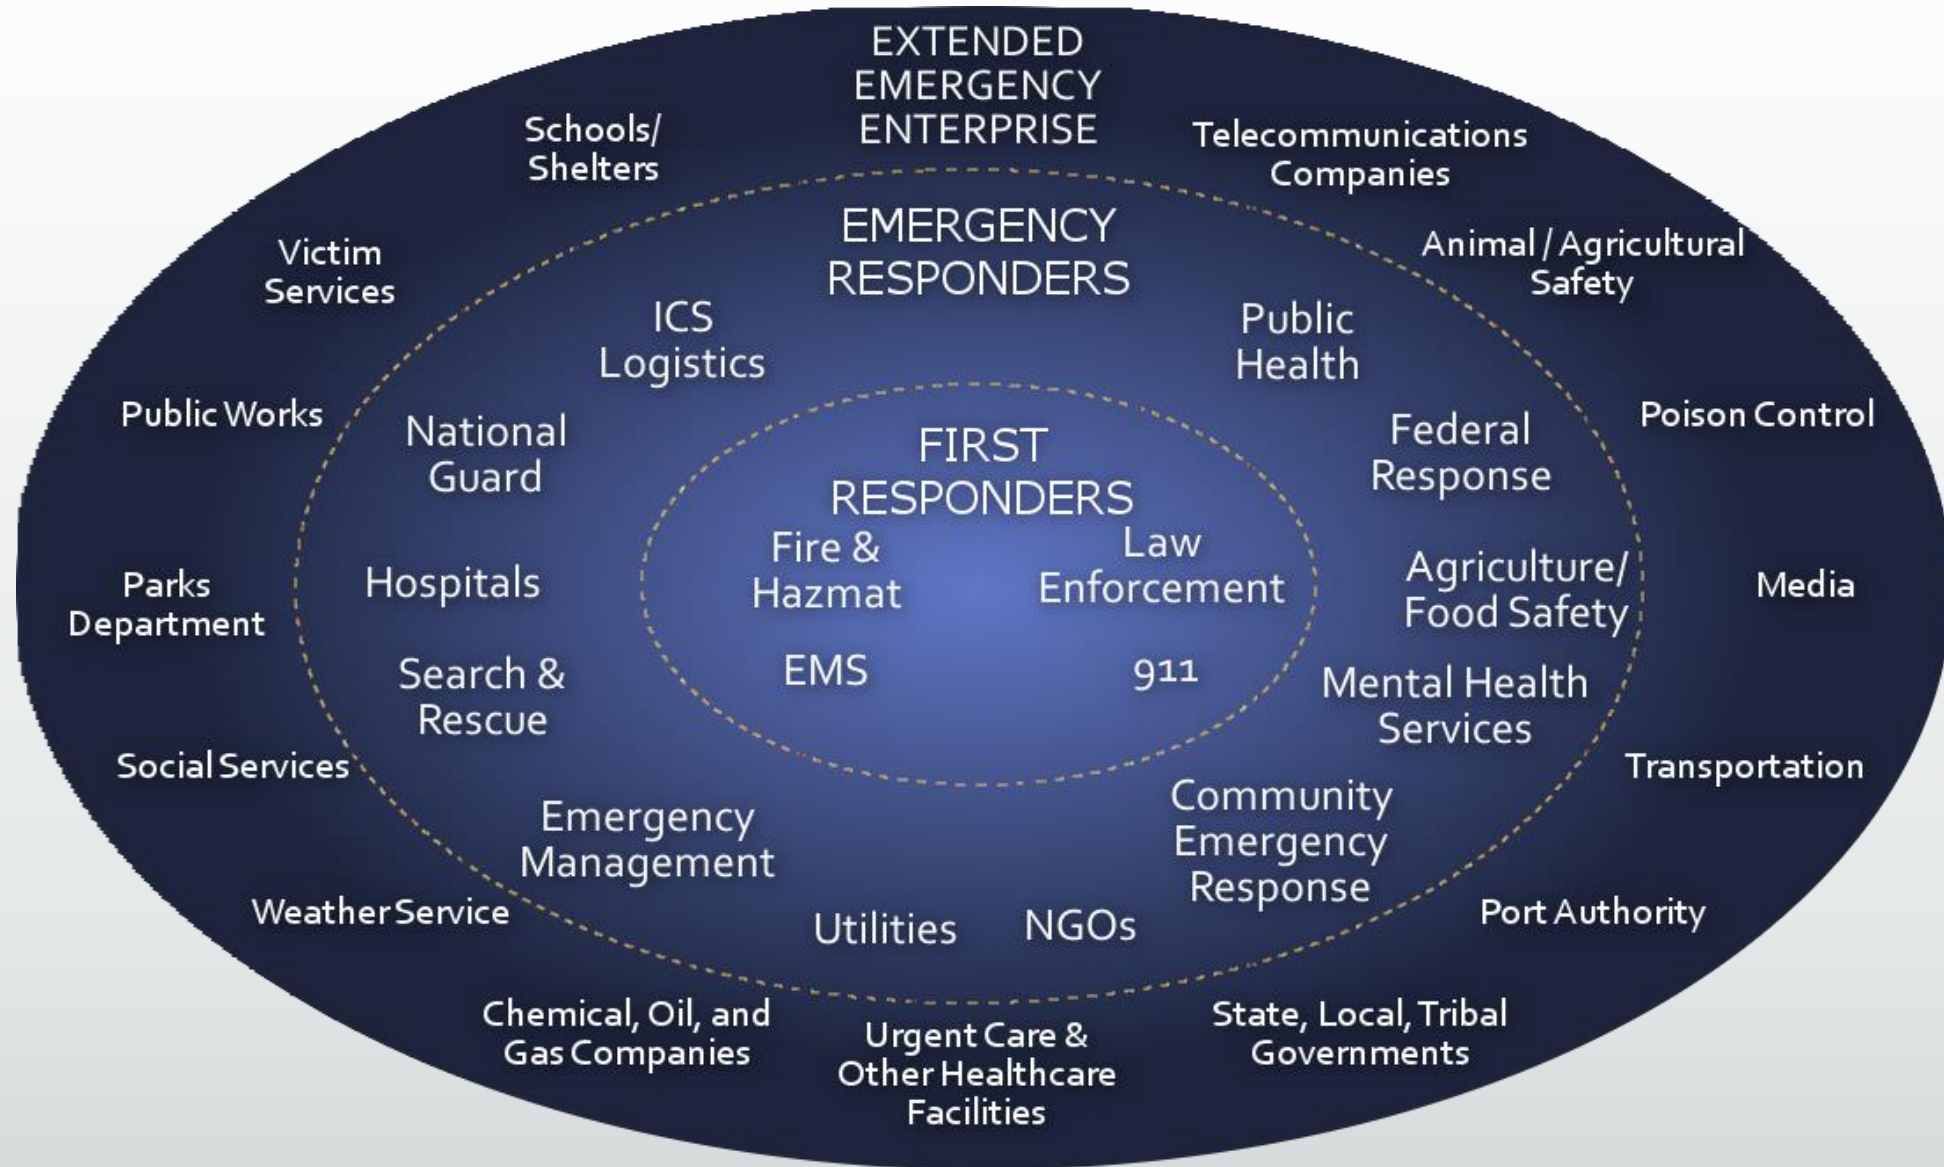 EXTENDED
EMERGENCY
ENTERPRISE
Schools/
Shelters
Telecommunications
Companies
Victim
Services
Animal / Agricultural
Safety
Public Works
Poison Control
Parks
Department
Media
Social Services
Transportation
Weather Service
Port Authority
Chemical, Oil, and
Gas Companies
Urgent Care &
Other Healthcare
Facilities
State, Local, Tribal
Governments
EMERGENCY
RESPONDERS
ICS
Logistics
Public
Health
National
Guard
Federal
Response
Hospitals
Agriculture/
Food Safety
Search &
Rescue
Mental Health
Services
Emergency
Management
Community
Emergency
Response
Utilities
NGOs
FIRST
RESPONDERS
Fire &
Hazmat
Law
Enforcement
EMS
911